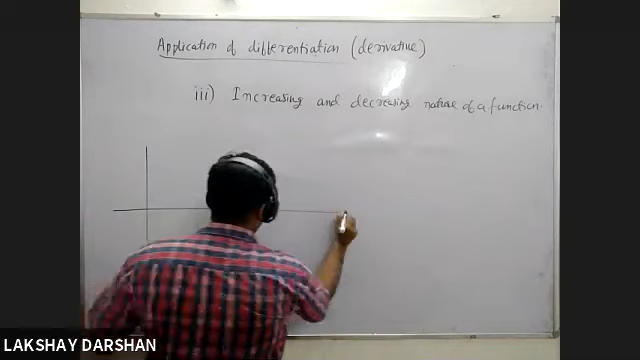 Application of differentiation (derivative)
iii) Increasing and decreasing nature of a function.
LAKSHAY DARSHAN